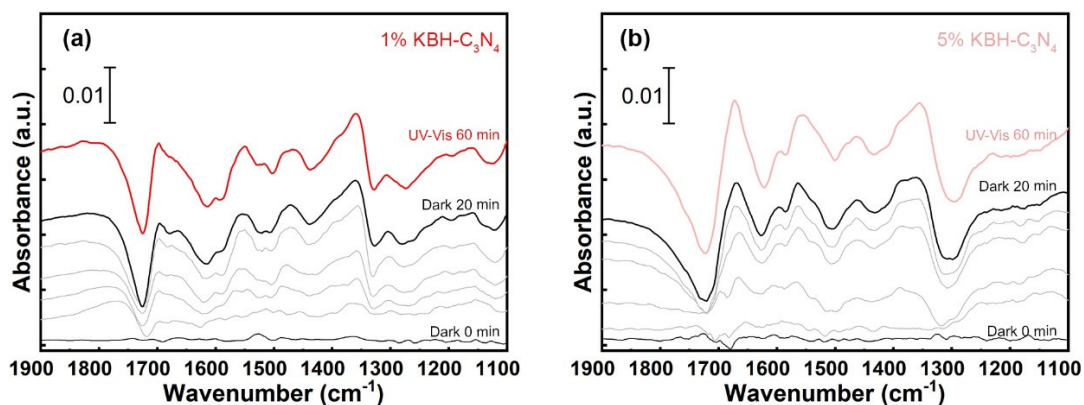 (a)
1% KBH-C₃N₄
0.01
UV-Vis 60 min
Dark 20 min
Dark 0 min
Absorbance (a.u.)
1900 1800 1700 1600 1500 1400 1300 1200 1100
Wavenumber (cm⁻¹)
(b)
5% KBH-C₃N₄
0.01
UV-Vis 60 min
Dark 20 min
Dark 0 min
Absorbance (a.u.)
1900 1800 1700 1600 1500 1400 1300 1200 1100
Wavenumber (cm⁻¹)